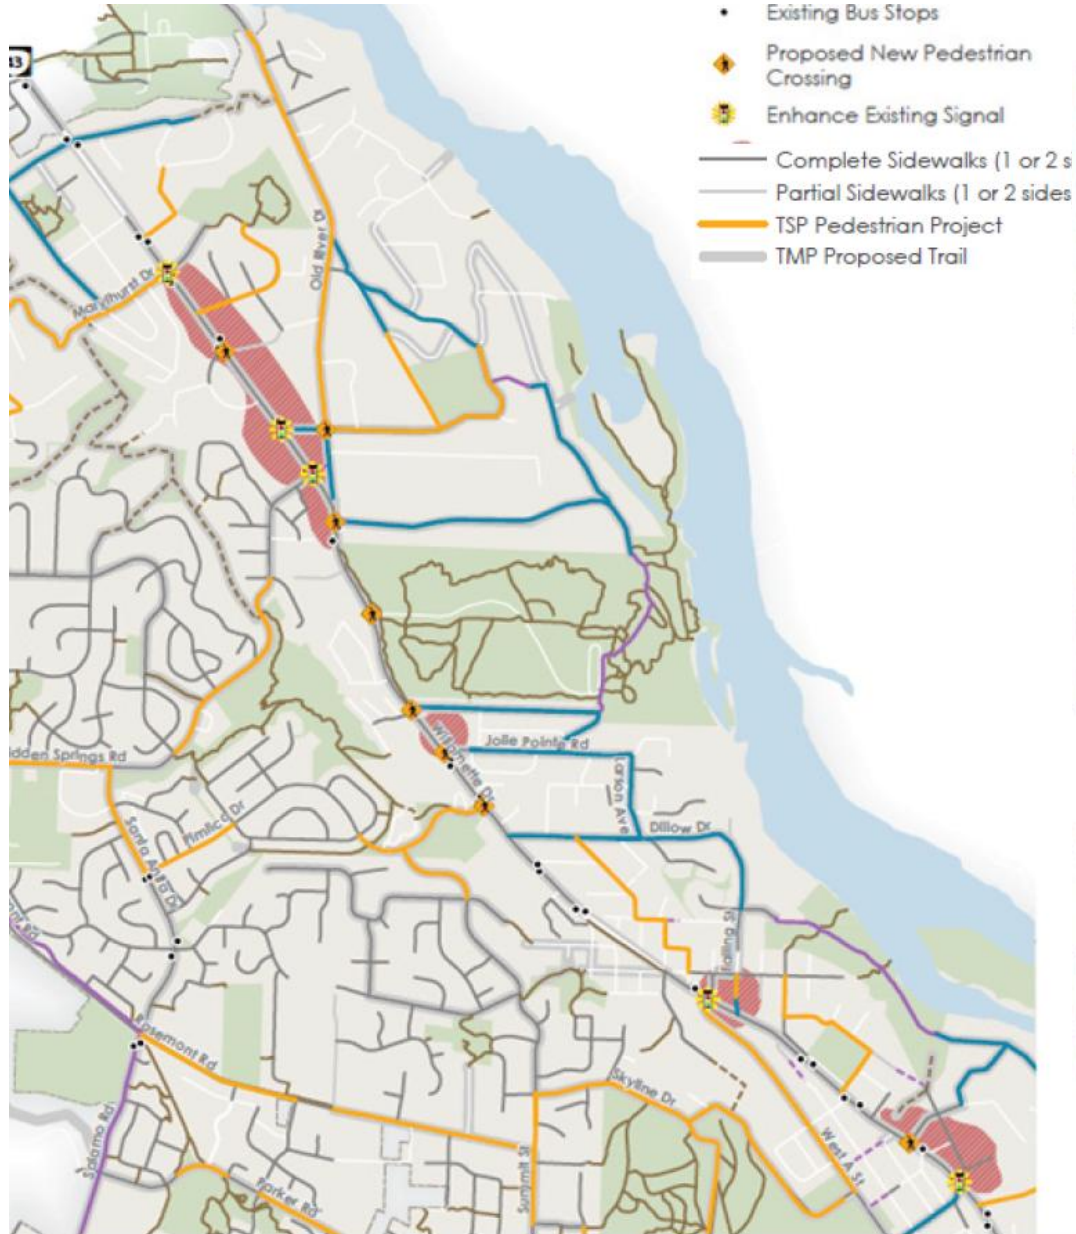 Existing Bus Stops
Proposed New Pedestrian
Crossing
Enhance Existing Signal
Complete Sidewalks (1 or 2 s
Partial Sidewalks (1 or 2 sides
TSP Pedestrian Project
TMP Proposed Trail
43
Old River Dr
Marylhurst Dr
Willamette Dr
Jolie Pointe Rd
dden Springs Rd
Larson Ave
Pimlico Dr
Santa Anita Dr
Dillow Dr
Rosemont Rd
Skyline Dr
Salamo Rd
West A St
Summit St
Parker Rd